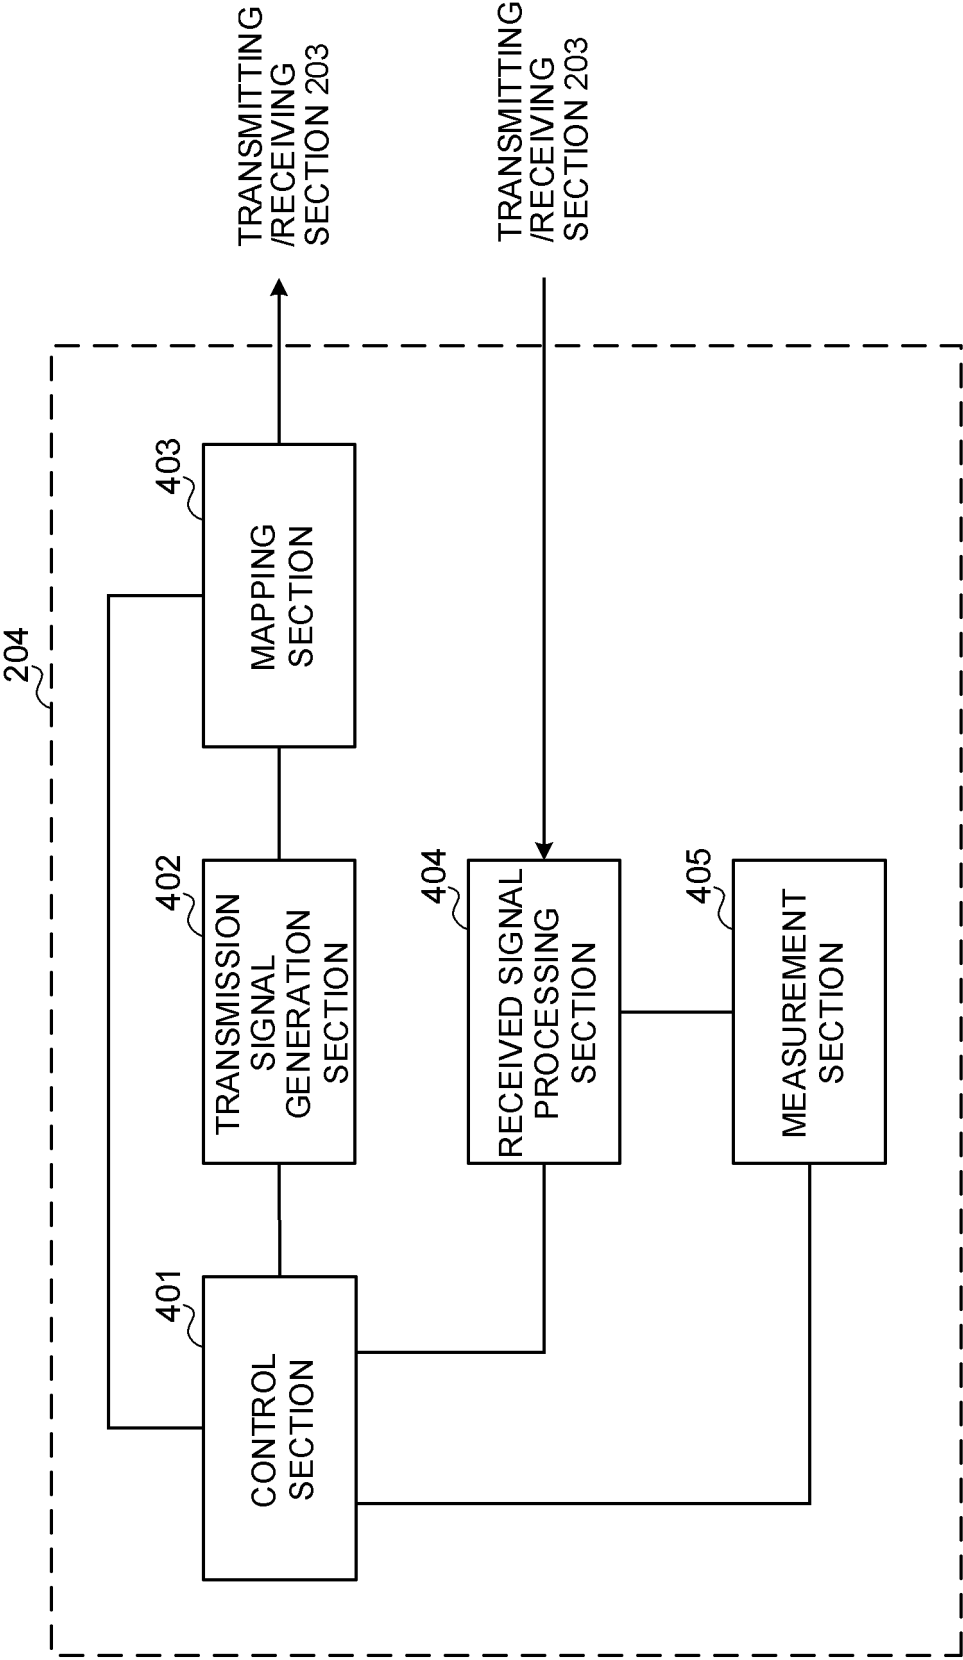 204
401
CONTROL
SECTION
402
TRANSMISSION
SIGNAL
GENERATION
SECTION
403
MAPPING
SECTION
TRANSMITTING
/RECEIVING
SECTION 203
404
RECEIVED SIGNAL
PROCESSING
SECTION
TRANSMITTING
/RECEIVING
SECTION 203
405
MEASUREMENT
SECTION